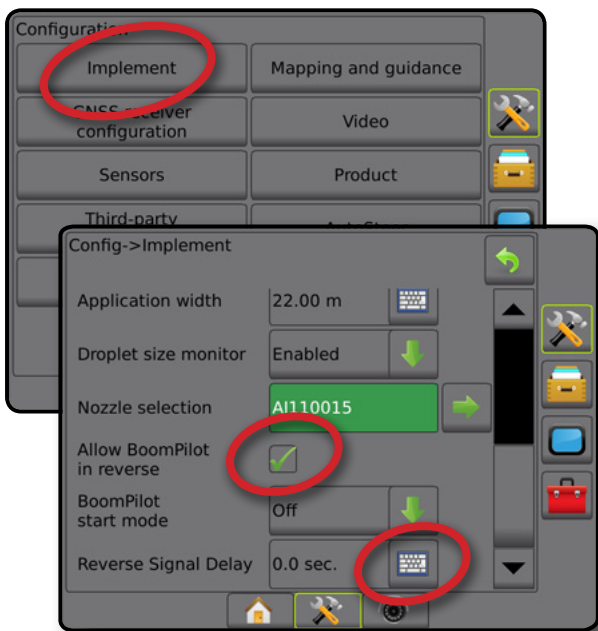 Configuration
Implement
Mapping and guidance
GNSS receiver
configuration
Video
Sensors
Product
Third-party
AutoSteer
Config->Implement
Application width
22.00 m
Droplet size monitor
Enabled
Nozzle selection
AI110015
Allow BoomPilot
in reverse
BoomPilot
start mode
Off
Reverse Signal Delay
0.0 sec.